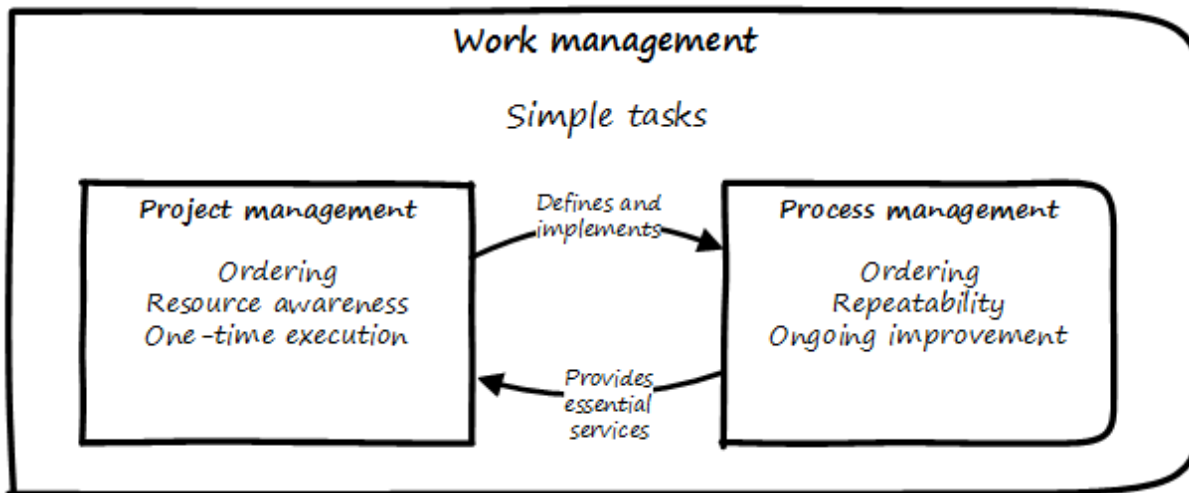 Work management
Simple tasks
Project management
Ordering
Resource awareness
One-time execution
Defines and
implements
Provides
essential
services
Process management
Ordering
Repeatability
Ongoing improvement